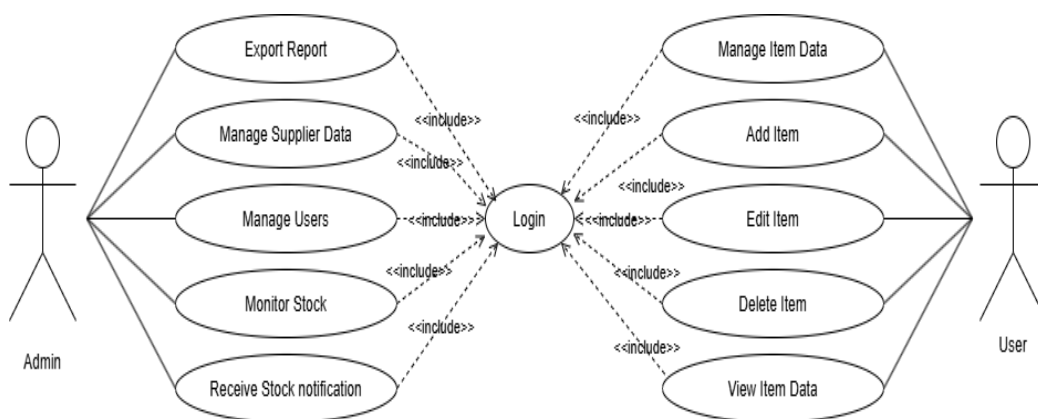 Export Report
Manage Item Data
<<include>>
<<include>>
Manage Supplier Data
Add Item
<<include>>
<<include>>
Manage Users
<<include>>
Login
<<include>>
Edit Item
Monitor Stock
<<include>>
<<include>>
Delete Item
Admin
User
<<include>>
<<include>>
Receive Stock notification
View Item Data